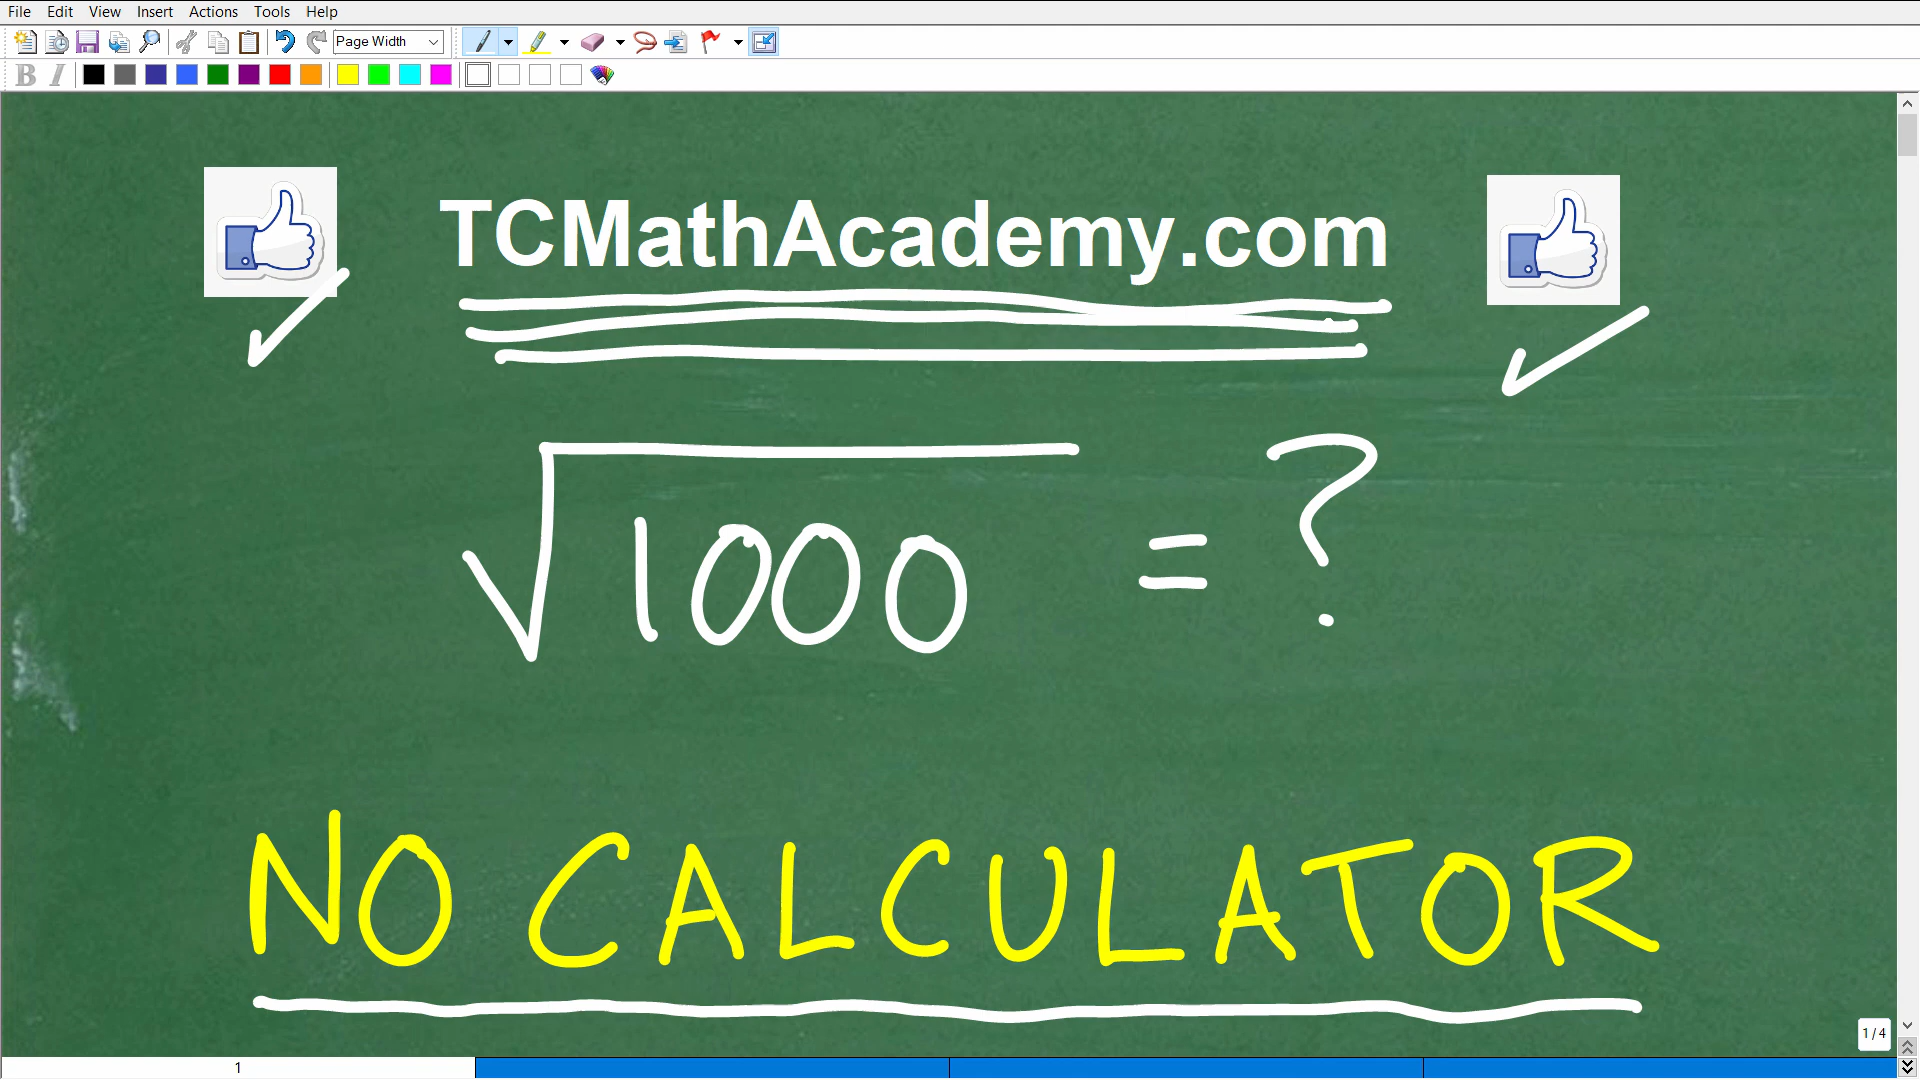 File Edit View Insert Actions Tools Help
Page Width
B I
TCMathAcademy.com
√1000 = ?
NO CALCULATOR
1 / 4
1